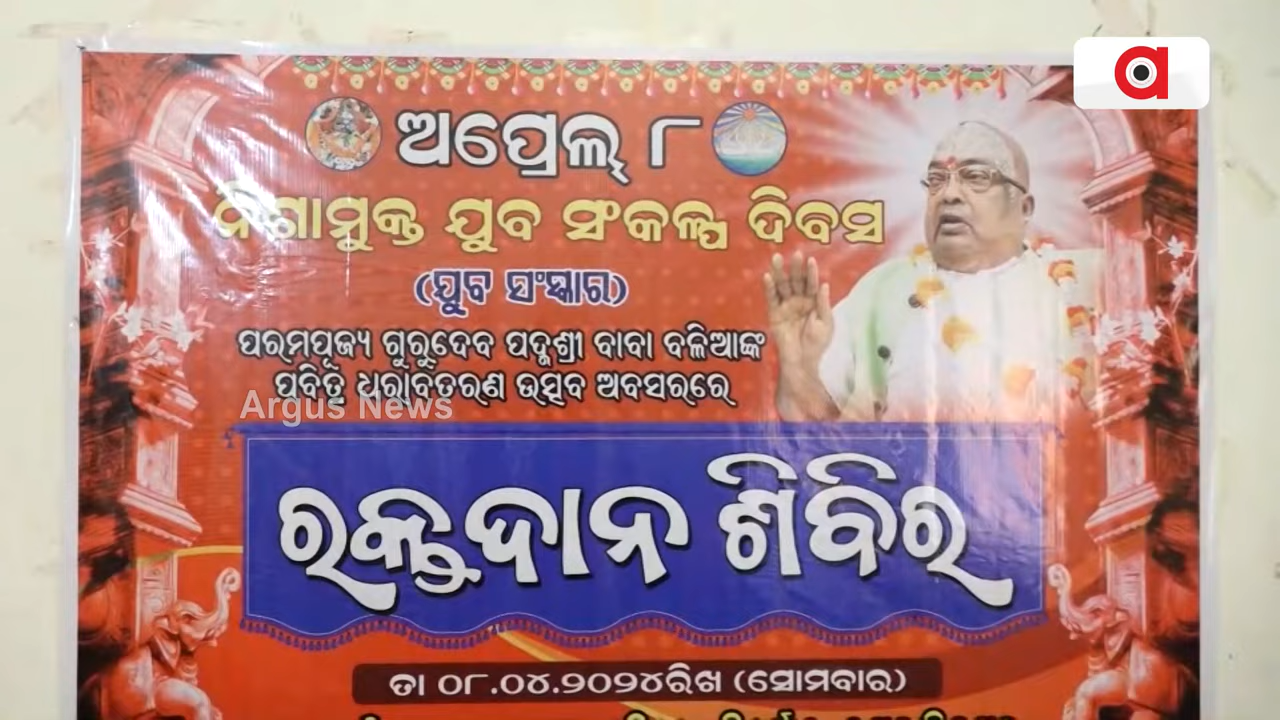 ଅପ୍ରେଲ୍ ୮
ନିଶାମୁକ୍ତ ଯୁବ ସଂକଳ୍ପ ଦିବସ
(ଯୁବ ସଂସ୍କାର)
ପରମପୂଜ୍ୟ ଗୁରୁଦେବ ପଦ୍ମଶ୍ରୀ ବାବା ବଳିଆଙ୍କ
ପବିତ୍ର ଧରାବତରଣ ଉତ୍ସବ ଅବସରରେ
Argus News
ରକ୍ତଦାନ ଶିବିର
ତା ୦୮.୦୪.୨୦୨୪ରିଖ (ସୋମବାର)